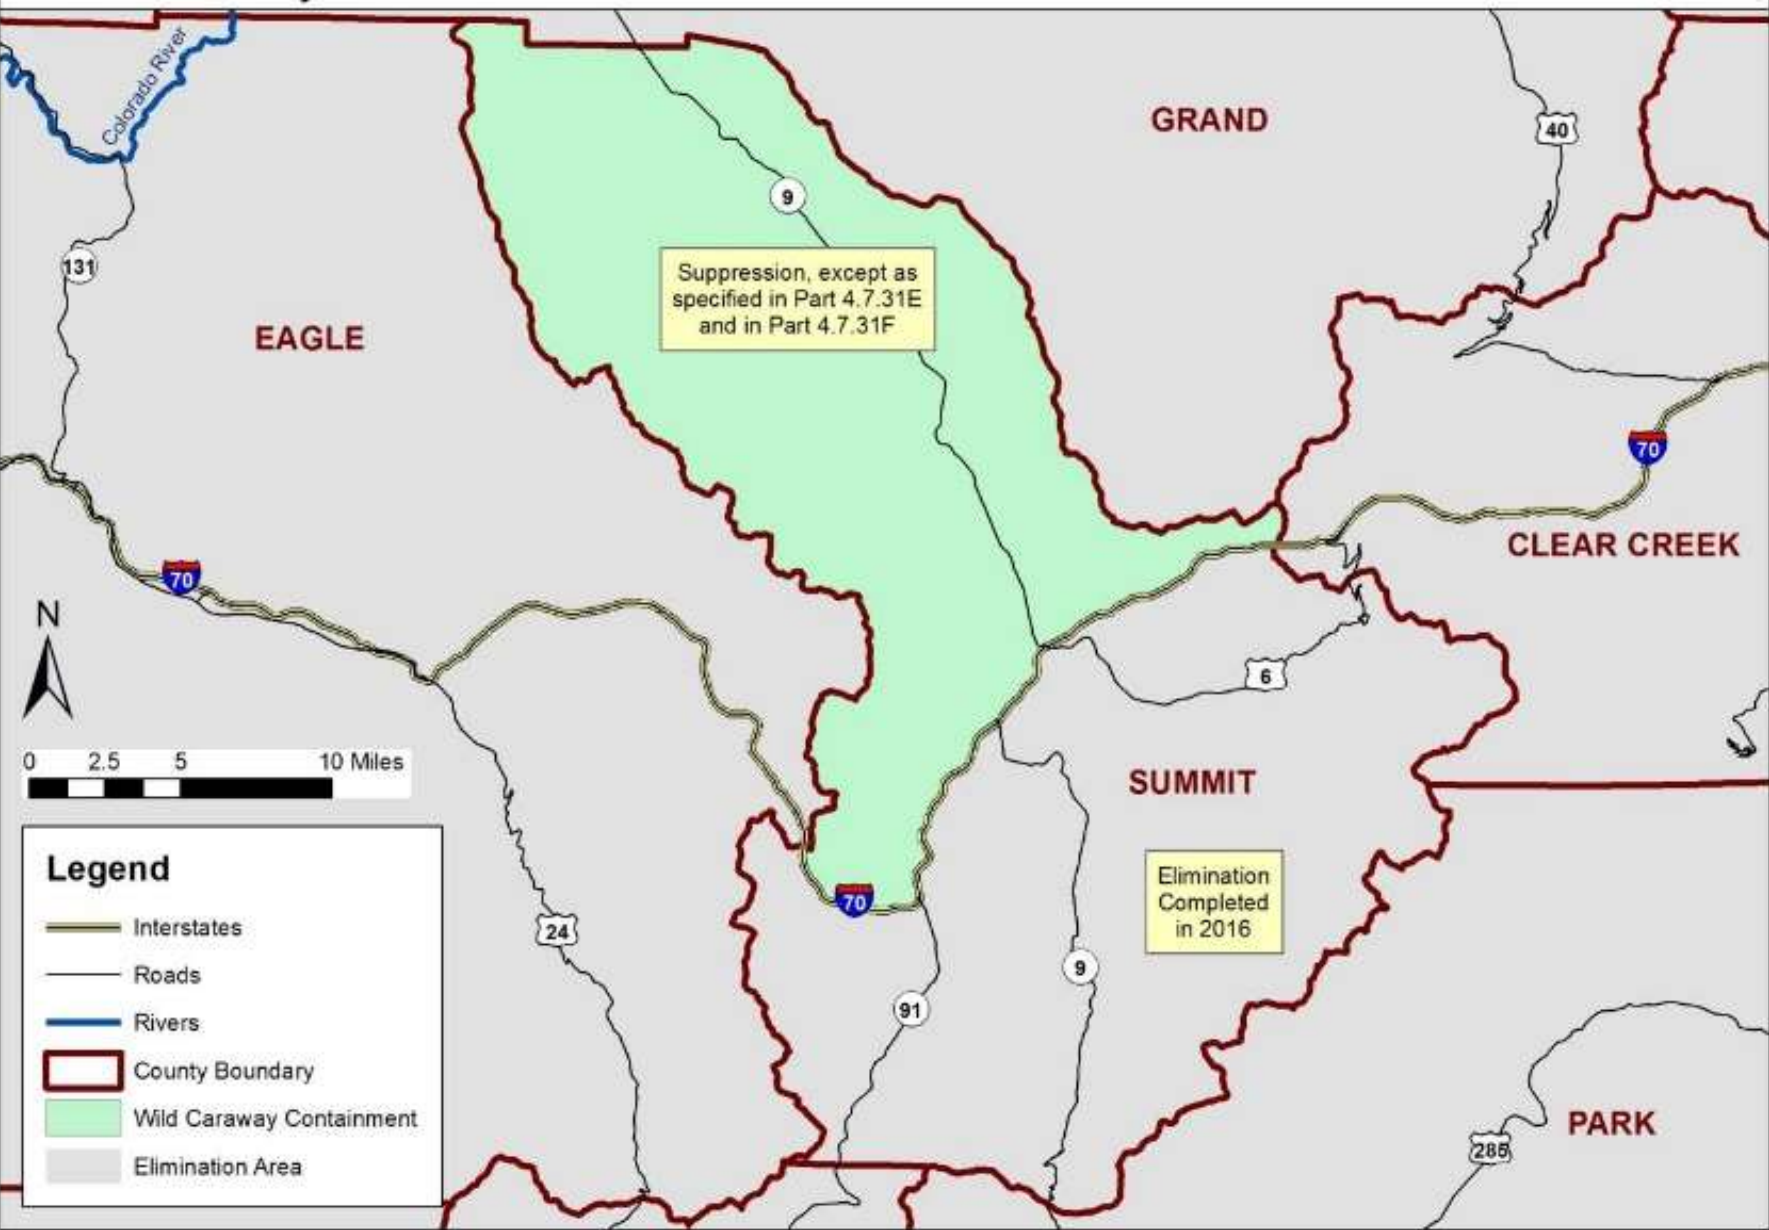 Colorado River
GRAND
40
9
131
Suppression, except as
specified in Part 4.7.31E
and in Part 4.7.31F
EAGLE
70
CLEAR CREEK
70
N
6
0 2.5 5 10 Miles
SUMMIT
Elimination
Completed
in 2016
70
24
9
91
Legend
Interstates
Roads
Rivers
County Boundary
Wild Caraway Containment
Elimination Area
PARK
285